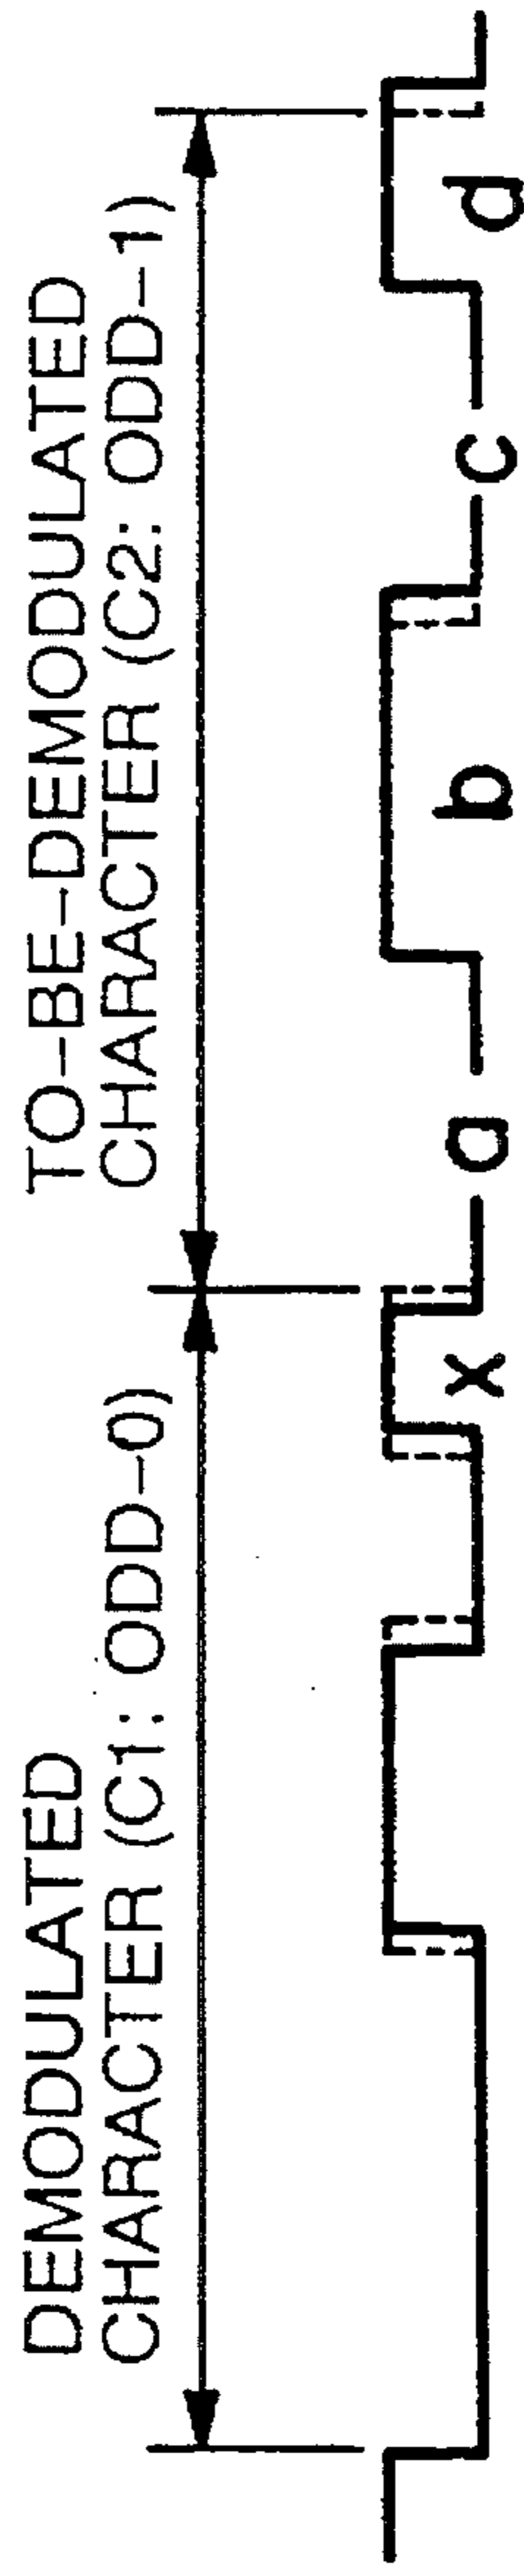 DEMODULATED
CHARACTER (C1: ODD-0)
TO-BE-DEMODULATED
CHARACTER (C2: ODD-1)
x a b c d